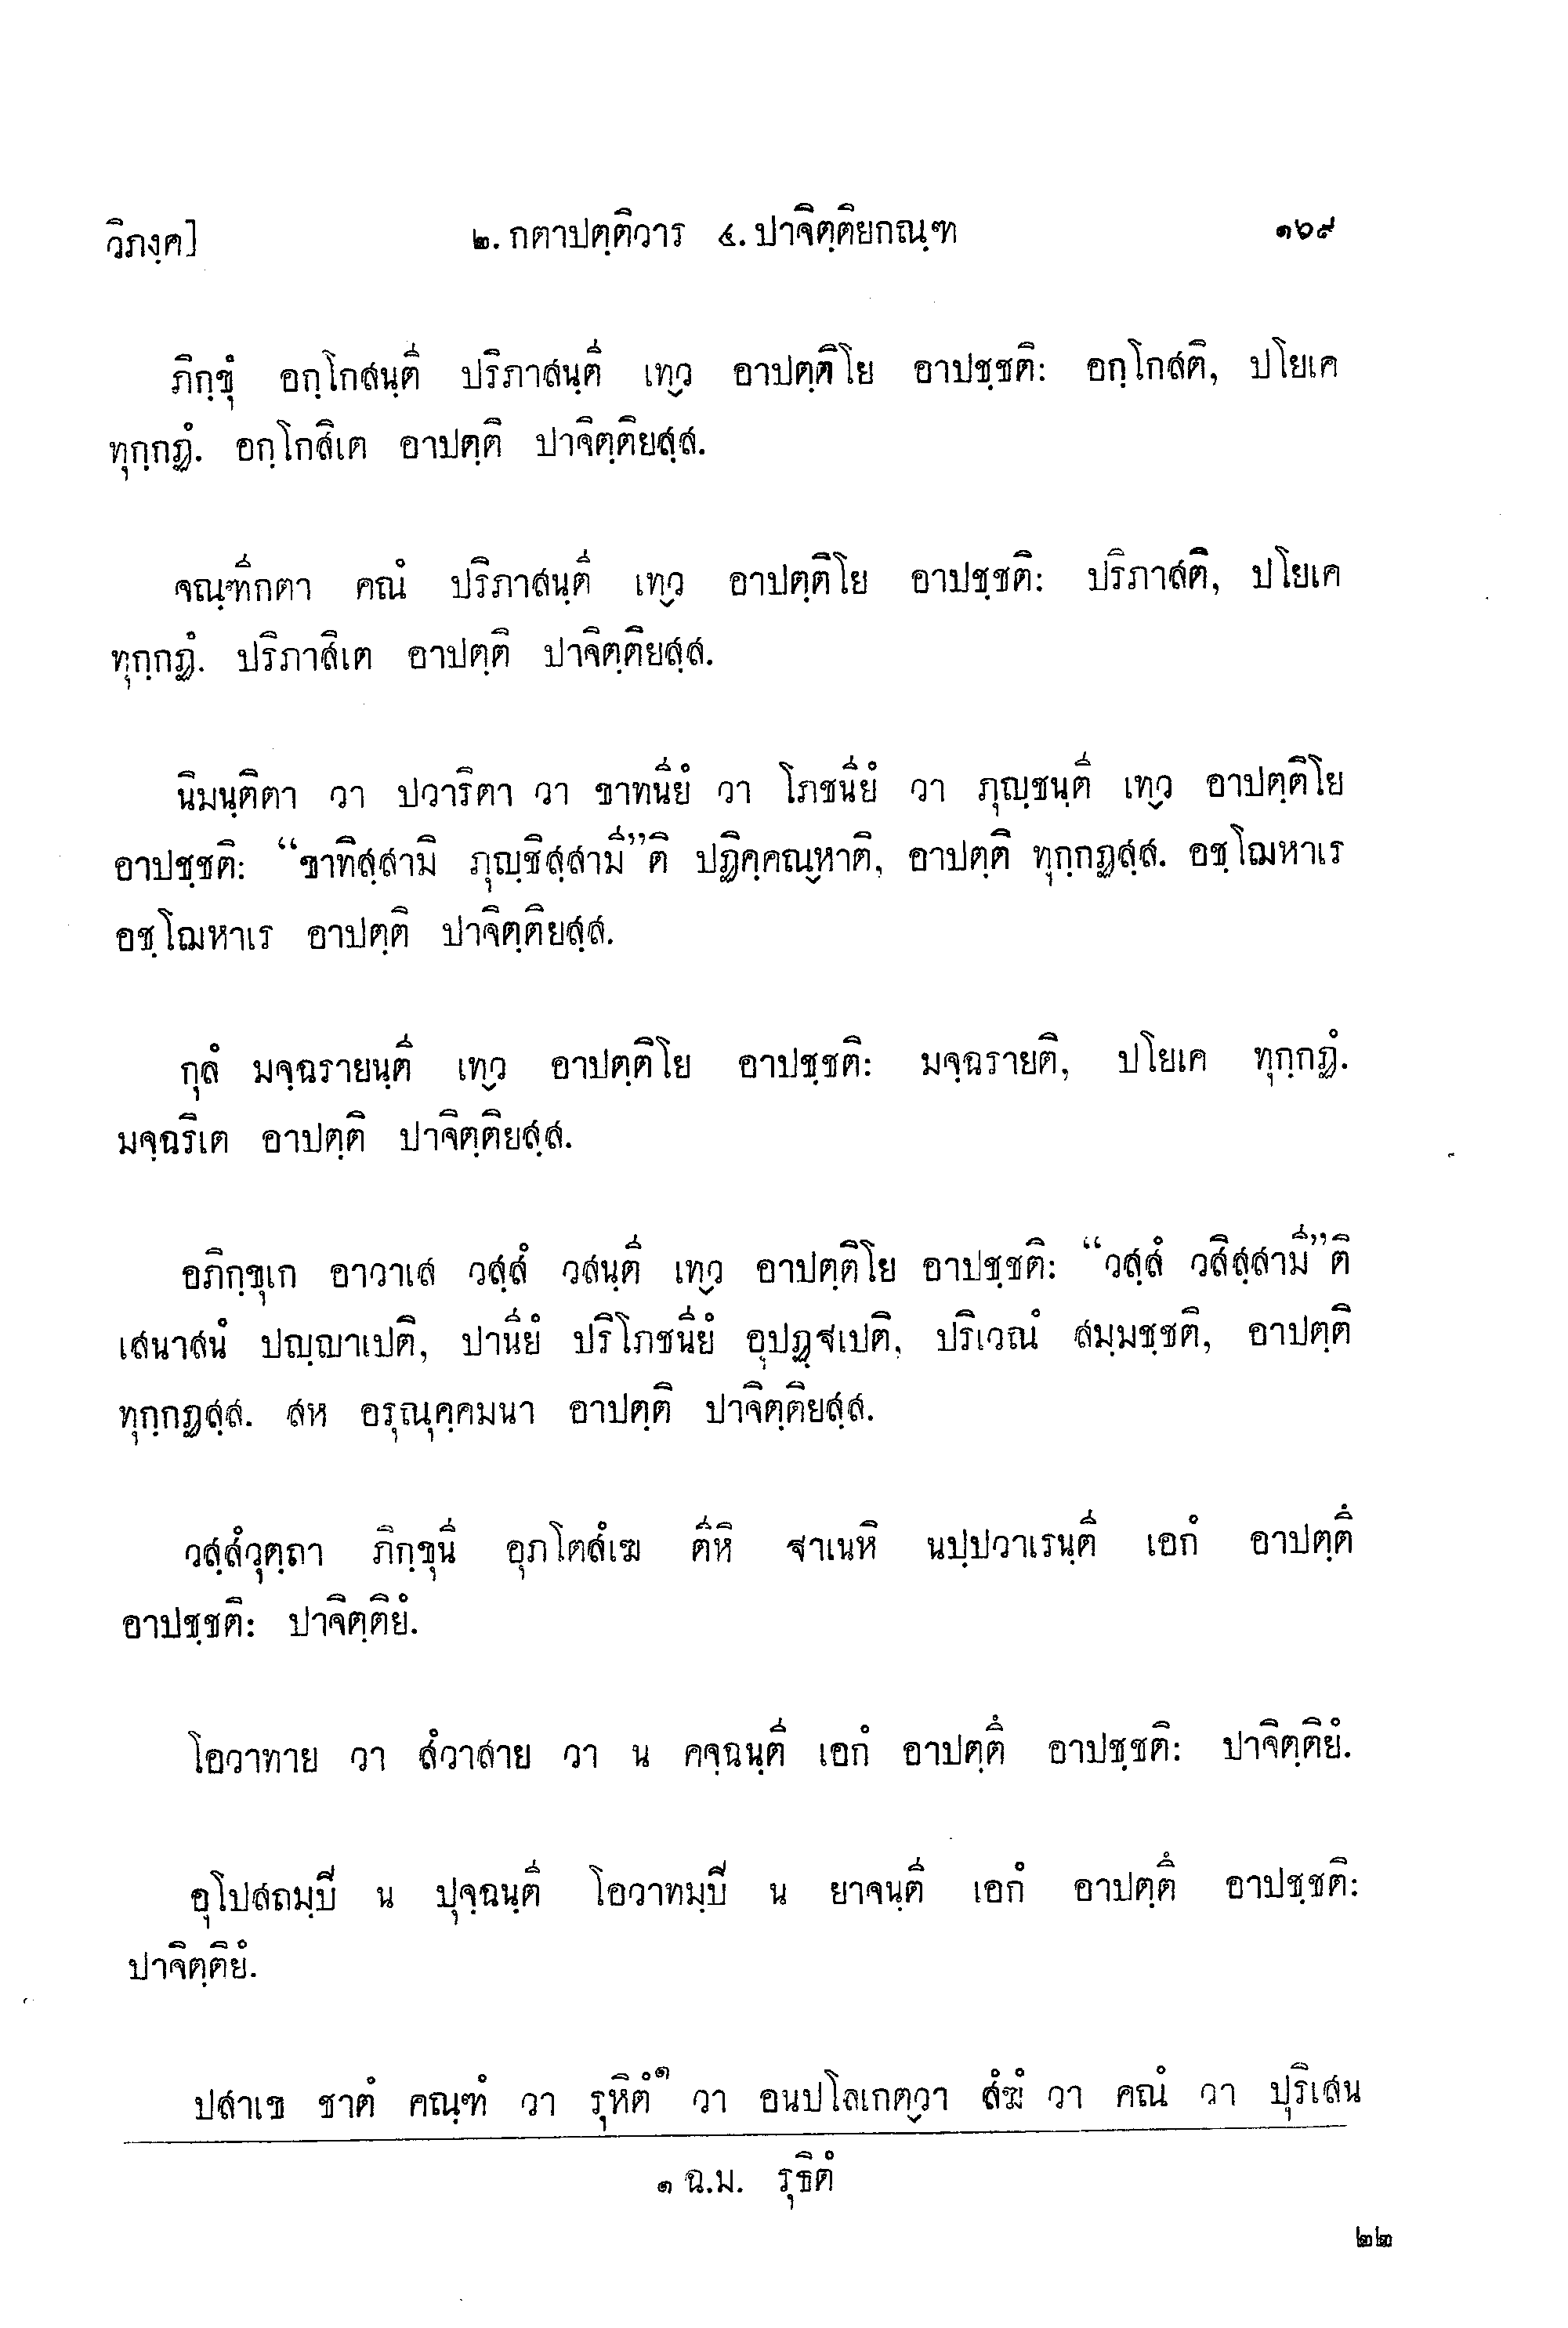 วิภงฺค]
๒. กตาปตฺติวาร ๔. ปาจิตฺติยกณฺฑ
๑๖๙
ภิกฺขุํ อกฺโกสนฺตี ปริภาสนฺตี เทฺว อาปตฺติโย อาปชฺชติ: อกฺโกสติ, ปโยเค
ทุกฺกฏํ. อกฺโกสิเต อาปตฺติ ปาจิตฺติยสฺส.
จณฺฑีกตา คณํ ปริภาสนฺตี เทฺว อาปตฺติโย อาปชฺชติ: ปริภาสติ, ปโยเค
ทุกฺกฏํ. ปริภาสิเต อาปตฺติ ปาจิตฺติยสฺส.
นิมนฺติตา วา ปวาริตา วา ขาทนียํ วา โภชนียํ วา ภุญฺชนฺตี เทฺว อาปตฺติโย
อาปชฺชติ: “ขาทิสฺสามิ ภุญฺชิสฺสามี”ติ ปฏิคฺคณฺหาติ, อาปตฺติ ทุกฺกฏสฺส. อชฺโฌหาเร
อชฺโฌหาเร อาปตฺติ ปาจิตฺติยสฺส.
กุลํ มจฺฉรายนฺตี เทฺว อาปตฺติโย อาปชฺชติ: มจฺฉรายติ, ปโยเค ทุกฺกฏํ.
มจฺฉริเต อาปตฺติ ปาจิตฺติยสฺส.
อภิกฺขุเก อาวาเส วสฺสํ วสนฺตี เทฺว อาปตฺติโย อาปชฺชติ: “วสฺสํ วสิสฺสามี”ติ
เสนาสนํ ปญฺญาเปติ, ปานียํ ปริโภชนียํ อุปฏฺฐเปติ, ปริเวณํ สมฺมชฺชติ, อาปตฺติ
ทุกฺกฏสฺส. สห อรุณุคฺคมนา อาปตฺติ ปาจิตฺติยสฺส.
วสฺสํวุตฺถา ภิกฺขุนี อุภโตสํเฆ ตีหิ ฐาเนหิ นปฺปวาเรนฺตี เอกํ อาปตฺตึ
อาปชฺชติ: ปาจิตฺติยํ.
โอวาทาย วา สํวาสาย วา น คจฺฉนฺตี เอกํ อาปตฺตึ อาปชฺชติ: ปาจิตฺติยํ.
อุโปสถมฺปี น ปุจฺฉนฺตี โอวาทมฺปี น ยาจนฺตี เอกํ อาปตฺตึ อาปชฺชติ:
ปาจิตฺติยํ.
ปสาเข ชาตํ คณฺฑํ วา รุหิตํ๑ วา อนปโลเกตฺวา สํฆํ วา คณํ วา ปุริเสน
๑ ฉ.ม. รุธิตํ
๒๒